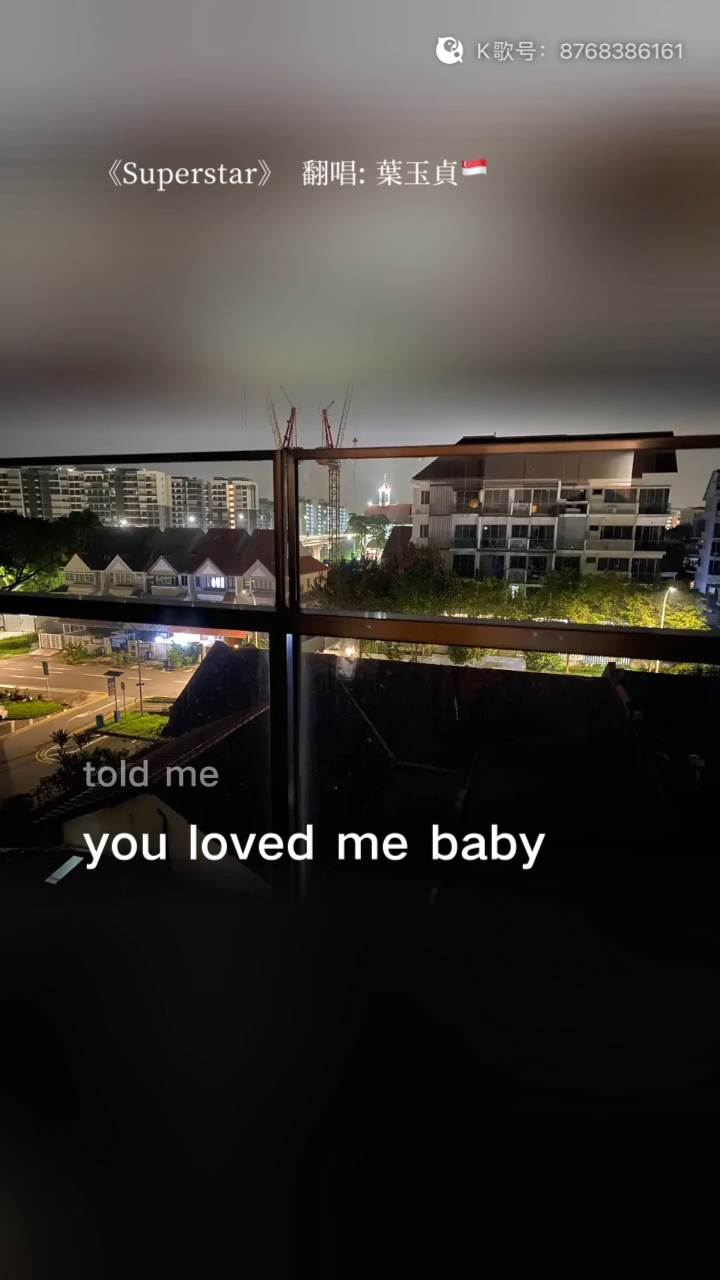 K歌号：8768386161
《Superstar》 翻唱: 葉玉貞🇸🇬
told me
you loved me baby